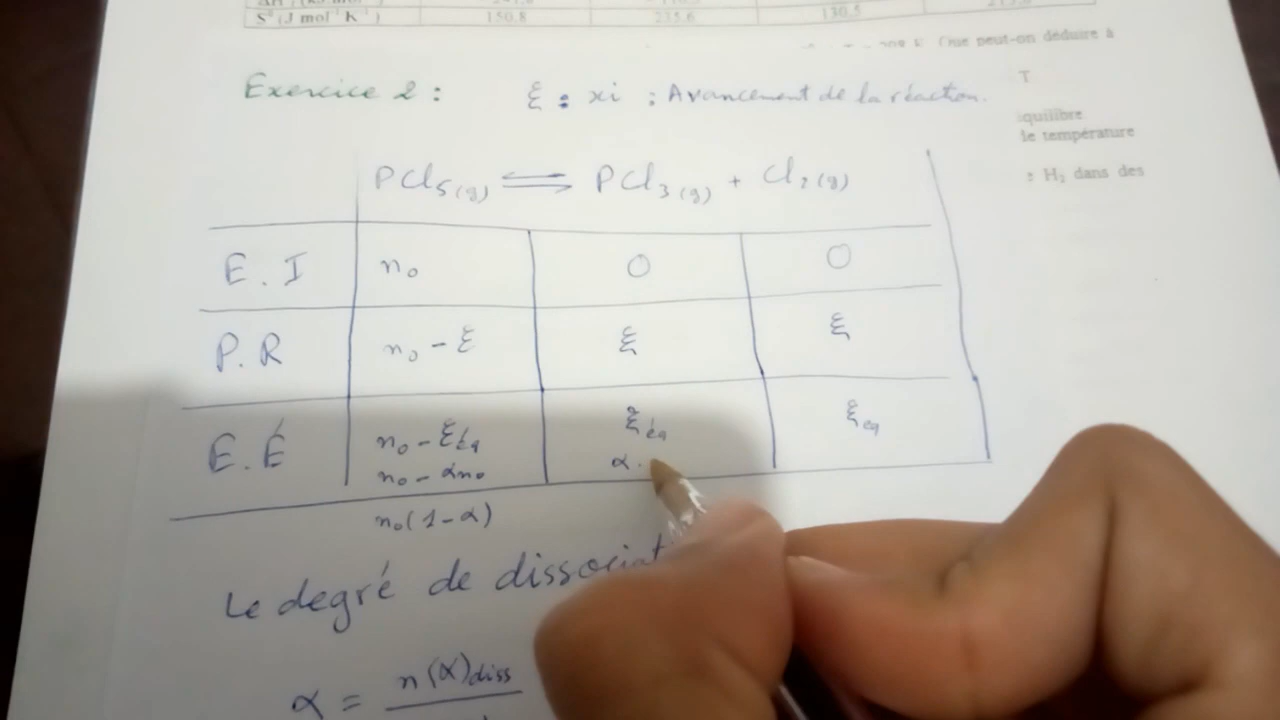 S° (J mol⁻¹ K⁻¹) 150.8 235.6 130.5
Que peut-on déduire à
Exercice 2 : ξ : xi : Avancement de la réaction.
T
équilibre
le température
: H₂ dans des
PCl₅(g) ⇌ PCl₃(g) + Cl₂(g)
E.I n₀ 0 0
P.R n₀ - ξ ξ ξ
E.É n₀ - ξéq ξéq ξéq
n₀ - αn₀ α.
n₀(1-α)
Le degré de dissociat
α = n(α)diss